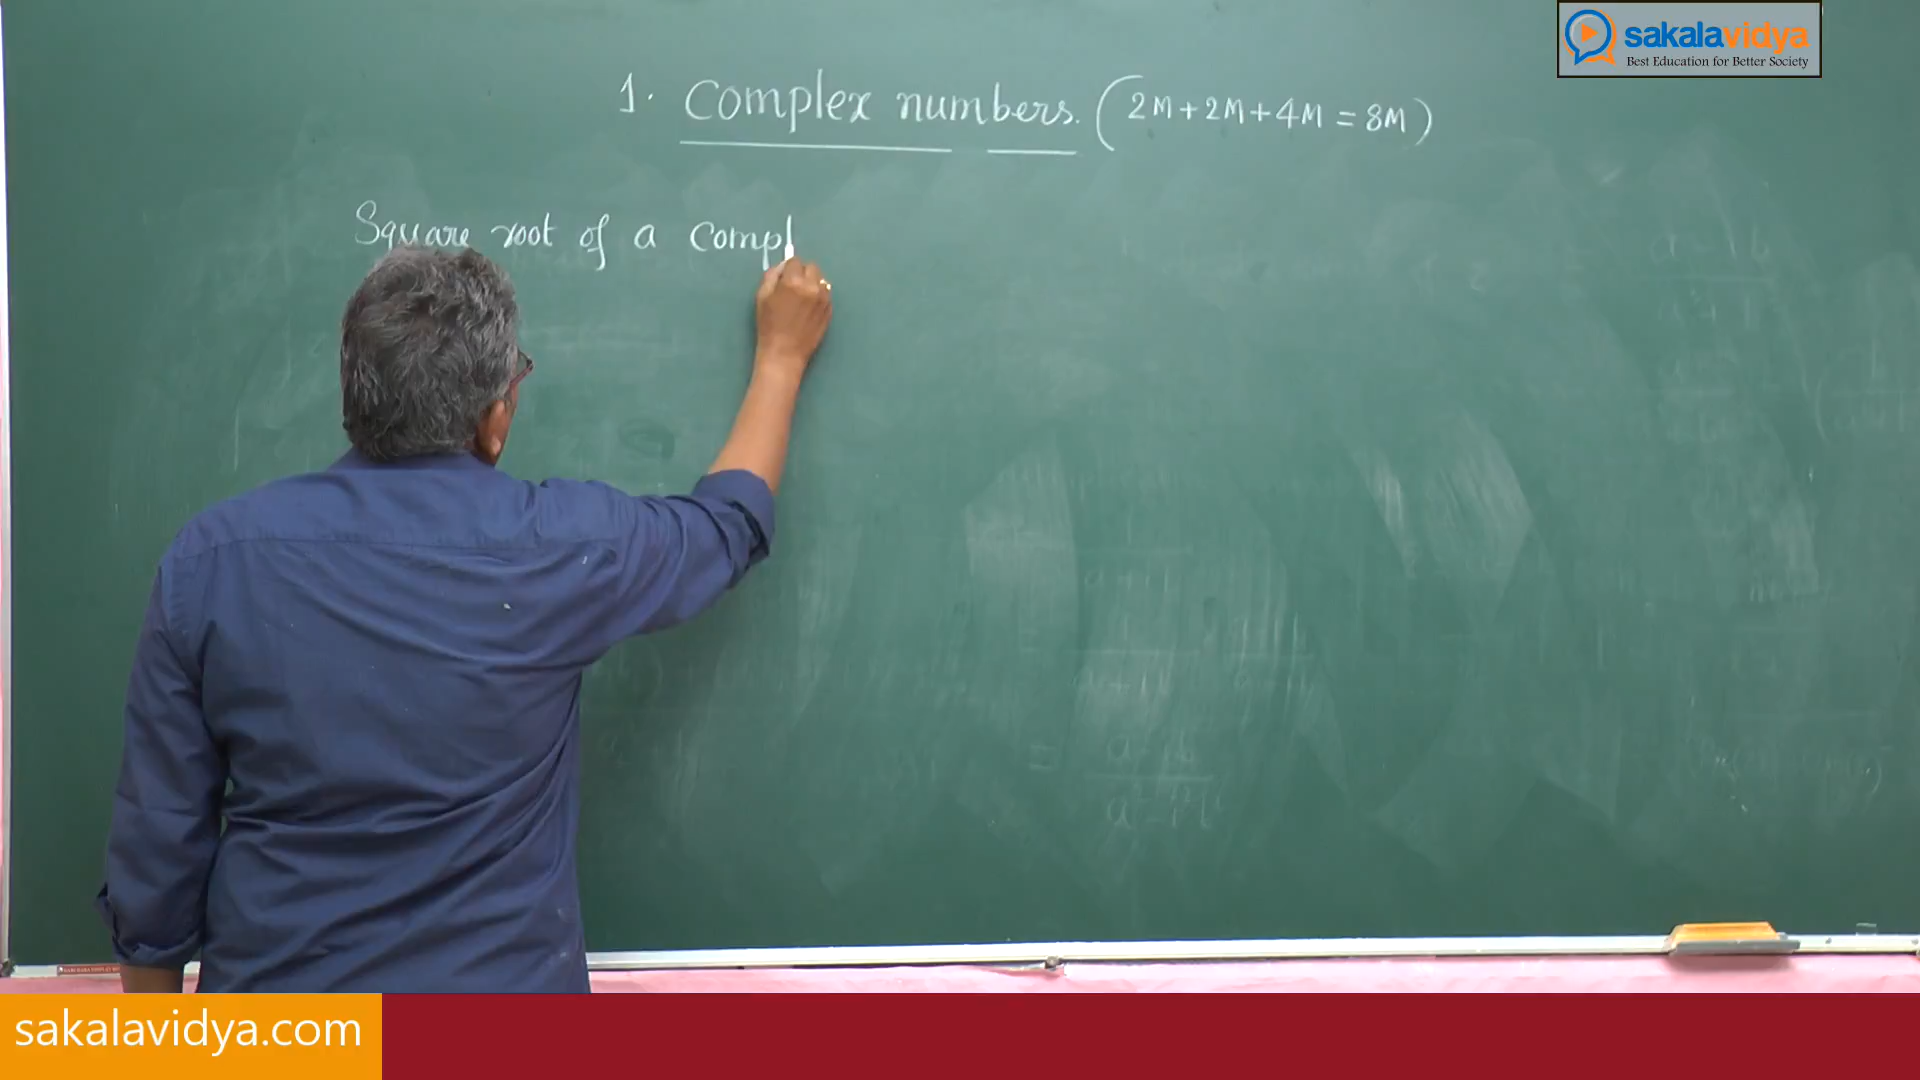 sakalavidya
Best Education for Better Society
1. Complex numbers. (2M+2M+4M = 8M)
Square root of a compl
sakalavidya.com